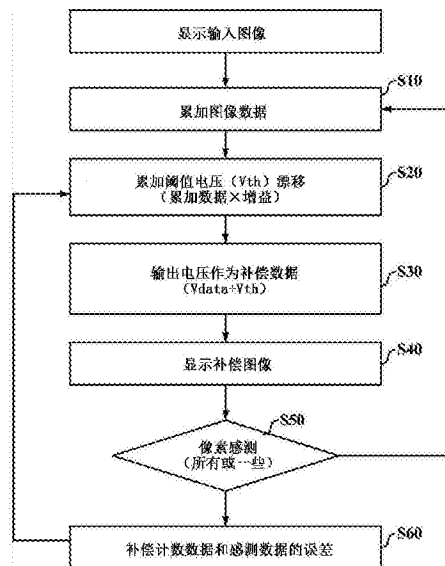 显示输入图像
S10
累加图像数据
S20
累加阈值电压（Vth）漂移
（累加数据×增益）
S30
输出电压作为补偿数据
（Vdata+Vth）
S40
显示补偿图像
S50
像素感测
（所有或一些）
S60
补偿计数数据和感测数据的误差